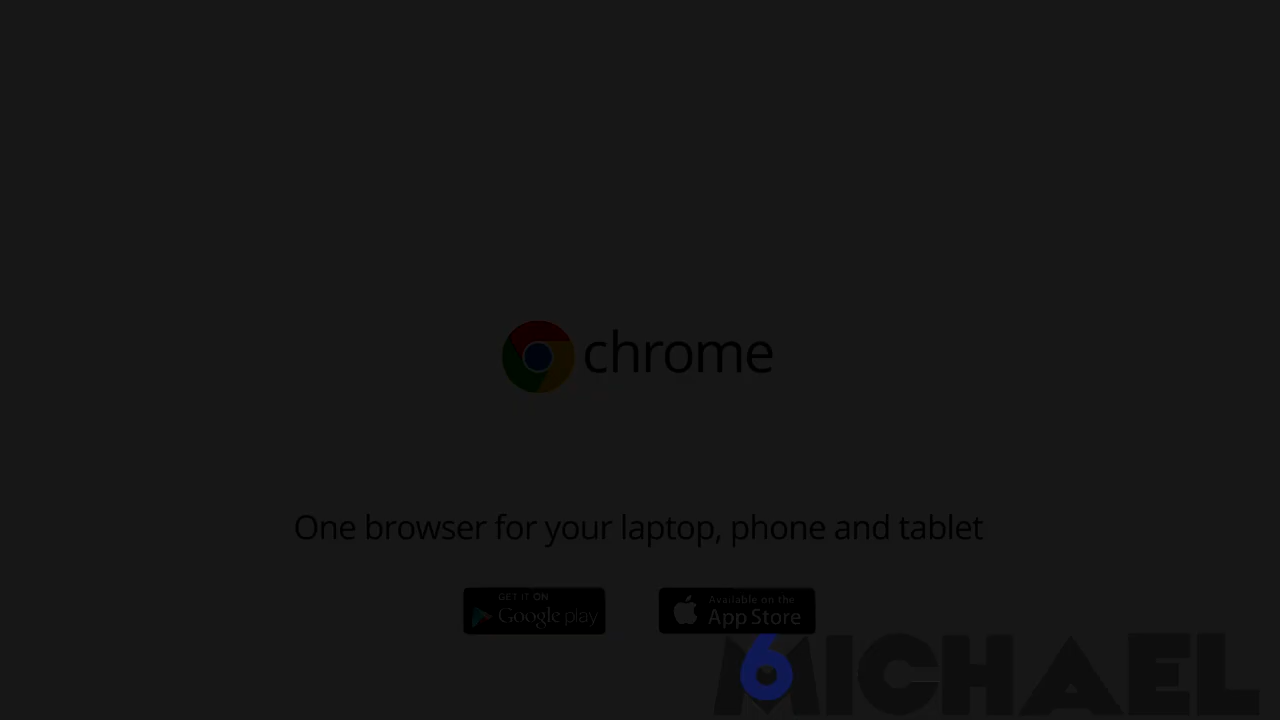 chrome
One browser for your laptop, phone and tablet
GET IT ON
Google play
Available on the
App Store
6
MICHAEL